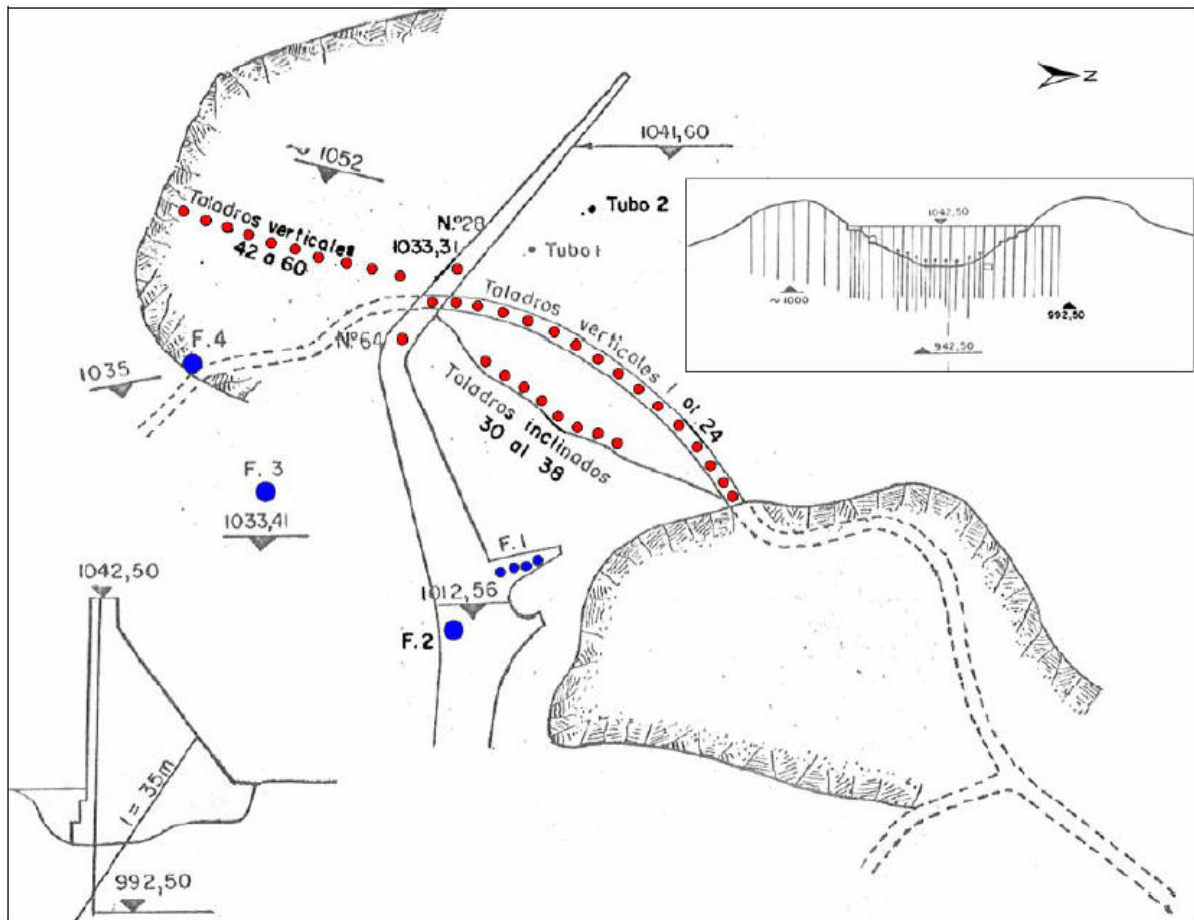 N
1041,60
~ 1052
Tubo 2
Nº28
1033,31
Tubo 1
Taladros verticales
42 a 60
Taladros verticales 1 al 24
Nº64
F. 4
1035
Taladros inclinados
30 al 38
F. 3
1033,41
F. 1
1012,56
F. 2
1042,50
~ 1000
992,50
942,50
1042,50
l = 35m
992,50